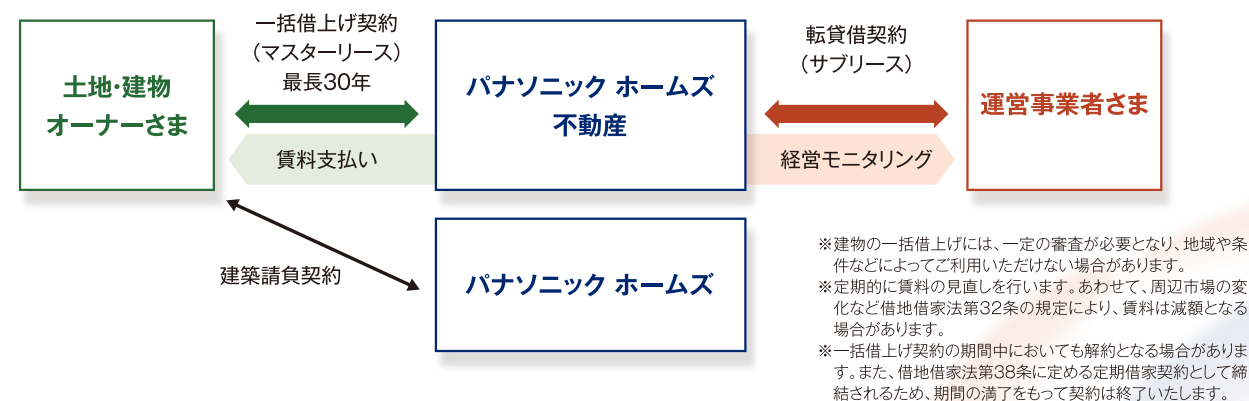 土地・建物
オーナーさま
一括借上げ契約
（マスターリース）
最長30年
賃料支払い
パナソニック ホームズ
不動産
転貸借契約
（サブリース）
経営モニタリング
運営事業者さま
建築請負契約
パナソニック ホームズ
※建物の一括借上げには、一定の審査が必要となり、地域や条
件などによってご利用いただけない場合があります。
※定期的に賃料の見直しを行います。あわせて、周辺市場の変
化など借地借家法第32条の規定により、賃料は減額となる
場合があります。
※一括借上げ契約の期間中においても解約となる場合がありま
す。また、借地借家法第38条に定める定期借家契約として締
結されるため、期間の満了をもって契約は終了いたします。